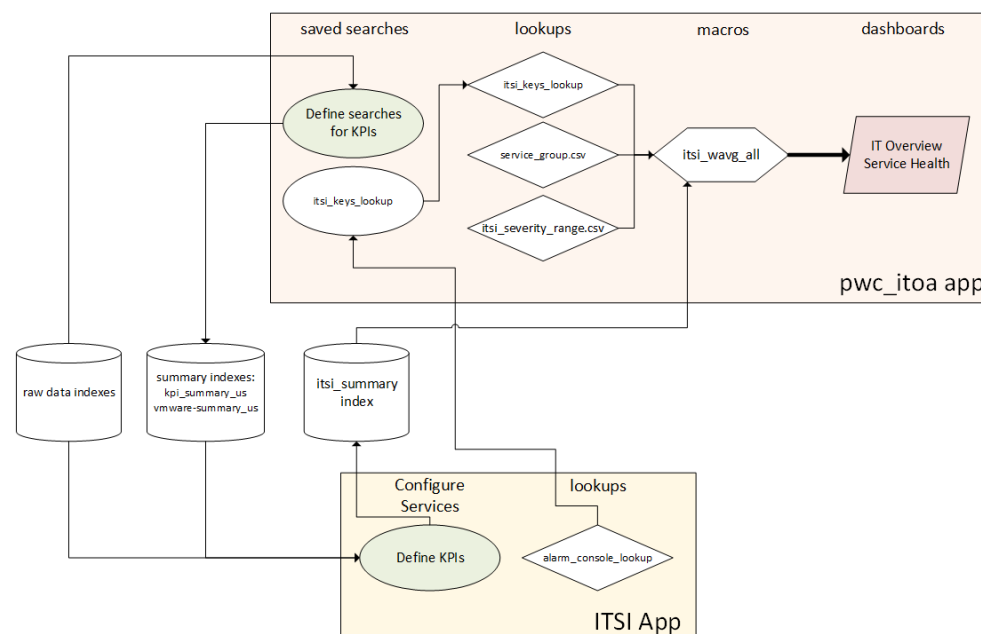 saved searches
lookups
macros
dashboards
Define searches
for KPIs
itsi_keys_lookup
itsi_keys_lookup
service_group.csv
itsi_severity_range.csv
itsi_wavg_all
IT Overview
Service Health
pwc_itoa app
raw data indexes
summary indexes:
kpi_summary_us
vmware-summary_us
itsi_summary
index
Configure
Services
lookups
Define KPIs
alarm_console_lookup
ITSI App